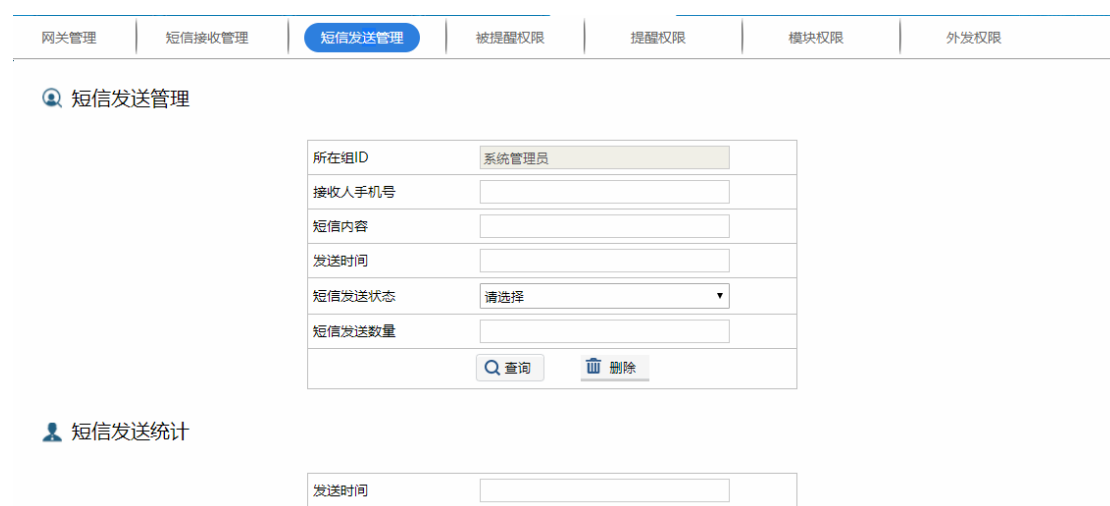 网关管理 短信接收管理 短信发送管理 被提醒权限 提醒权限 模块权限 外发权限
短信发送管理
所在组ID 系统管理员
接收人手机号
短信内容
发送时间
短信发送状态 请选择
短信发送数量
查询 删除
短信发送统计
发送时间